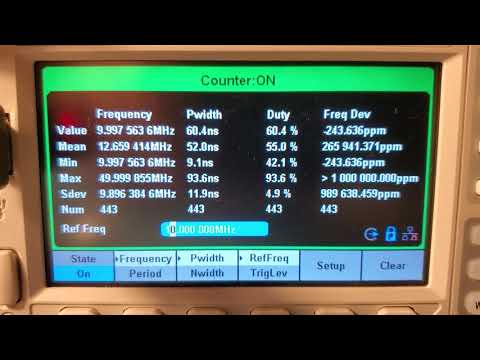 Counter:ON
Frequency Pwidth Duty Freq Dev
Value 9.997 563 6MHz 60.4ns 60.4 % -243.636ppm
Mean 12.659 414MHz 52.0ns 55.0 % 265 941.371ppm
Min 9.997 563 6MHz 9.1ns 42.1 % -243.636ppm
Max 49.999 855MHz 93.6ns 93.6 % > 1 000 000.000ppm
Sdev 9.896 384 6MHz 11.9ns 4.9 % 989 638.459ppm
Num 443 443 443 443
Ref Freq 10.000 000MHz
State Frequency Pwidth RefFreq Setup Clear
On Period Nwidth TrigLev